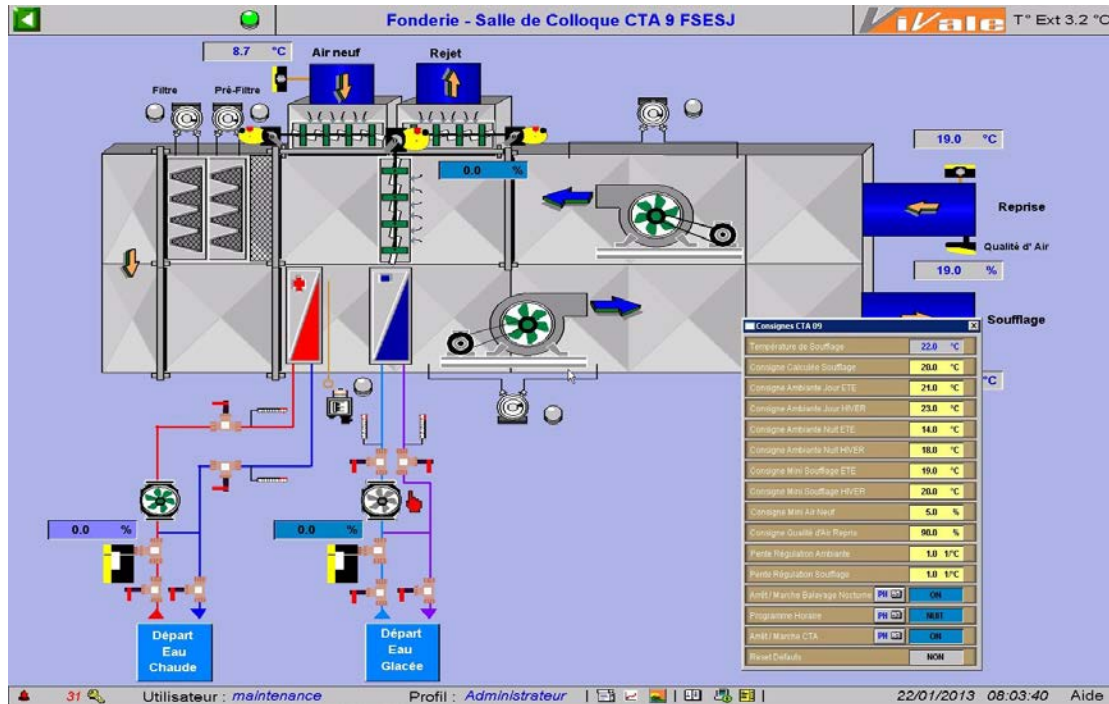 Fonderie - Salle de Colloque CTA 9 FSESJ
ViVale
T° Ext 3.2 °C
8.7 °C
Air neuf
Rejet
Filtre
Pré-Filtre
19.0 °C
0.0 %
Reprise
Qualité d' Air
19.0 %
Soufflage
°C
Consignes CTA 09
Température de Soufflage 22.0 °C
Consigne Calculée Soufflage 20.0 °C
Consigne Ambiante Jour ETE 21.0 °C
Consigne Ambiante Jour HIVER 23.0 °C
Consigne Ambiante Nuit ETE 14.0 °C
Consigne Ambiante Nuit HIVER 18.0 °C
Consigne Mini Soufflage ETE 19.0 °C
Consigne Mini Soufflage HIVER 20.0 °C
Consigne Mini Air Neuf 5.0 %
Consigne Qualité d'Air Repris 90.0 %
Pente Régulation Ambiante 1.0 1/°C
Pente Régulation Soufflage 1.0 1/°C
Arrêt / Marche Balayage Nocturne PH ON
Programme Horaire PH NUIT
Arrêt / Marche CTA PH ON
Reset Défauts NON
0.0 %
0.0 %
Départ
Eau
Chaude
Départ
Eau
Glacée
31
Utilisateur : maintenance
Profil : Administrateur
22/01/2013 08:03:40
Aide